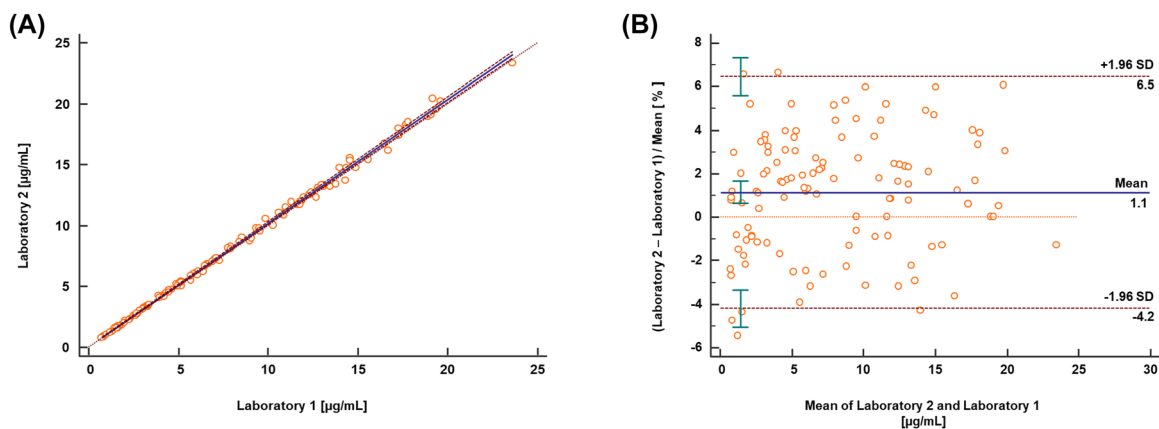 (A)
25
20
15
10
5
0
Laboratory 2 [µg/mL]
0 5 10 15 20 25
Laboratory 1 [µg/mL]
(B)
8
6
4
2
0
-2
-4
-6
(Laboratory 2 – Laboratory 1) / Mean [ % ]
+1.96 SD
6.5
Mean
1.1
-1.96 SD
-4.2
0 5 10 15 20 25 30
Mean of Laboratory 2 and Laboratory 1
[µg/mL]